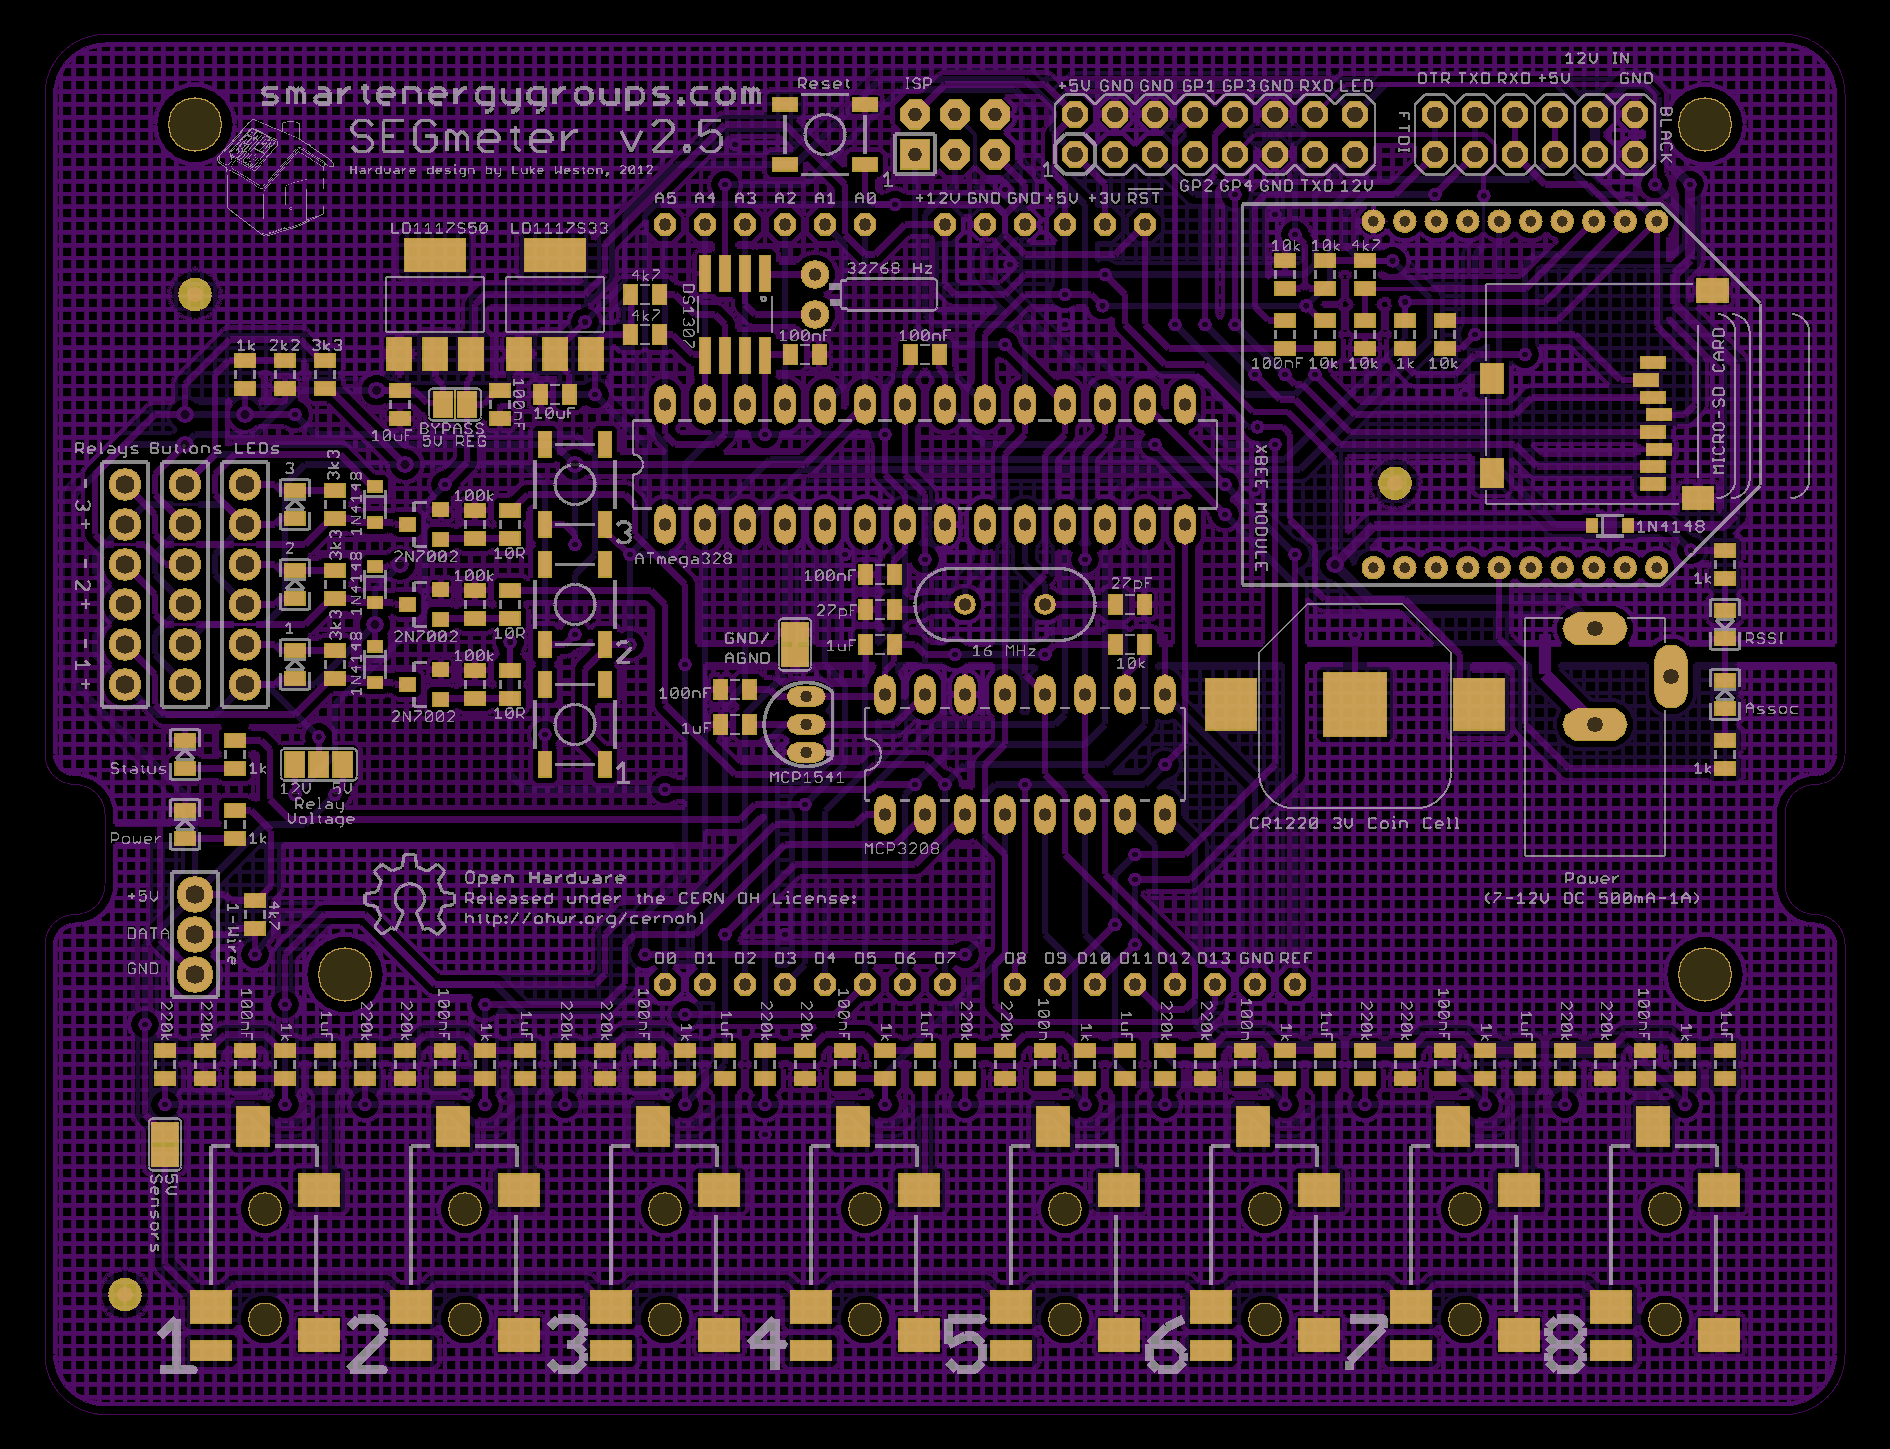 12V IN
smartenergygroups.com
SEGmeter v2.5
Hardware design by Luke Weston, 2012
Reset
ISP
1
+5V GND GND GP1 GP3 GND RXD LED
1
GP2 GP4 GND TXD 12V
DTR TXD RXD +5V GND
FTDI
BLACK
A5 A4 A3 A2 A1 A0
+12V GND GND +5V +3V RST
LD1117S50 LD1117S33
4k7
4k7
DS1307
32768 Hz
100nF
100nF
10k 10k 4k7
100nF 10k 10k 1k 10k
MICRO-SD CARD
XBEE MODULE
1N4148
1k 2k2 3k3
10uF
BYPASS
5V REG
100nF
10uF
Relays Buttons LEDs
- 3 +
- 2 +
- 1 +
3
3k3
1N4148
100k
2N7002
10R
3
2
3k3
1N4148
100k
2N7002
10R
2
1
3k3
1N4148
100k
2N7002
10R
1
ATmega328
100nF
27pF
1uF
16 MHz
27pF
10k
GND/
AGND
100nF
1uF
MCP1541
MCP3208
1k
RSSI
Assoc
1k
CR1220 3V Coin Cell
Power
(7-12V DC 500mA-1A)
Status
1k
12V 5V
Relay
Voltage
Power
1k
+5V
DATA
GND
1-Wire
4k7
Open Hardware
Released under the CERN OH License:
http://ohwr.org/cernohl
D0 D1 D2 D3 D4 D5 D6 D7
D8 D9 D10 D11 D12 D13 GND REF
220k 220k 100nF 1k 1uF 220k 220k 100nF 1k 1uF 220k 220k 100nF 1k 1uF 220k 220k 100nF 1k 1uF 220k 220k 100n 1k 1uF 220k 220k 100n 1k 1uF 220k 220k 100nF 1k 1uF 220k 220k 100nF 1k 1uF
5V
Sensors
1 2 3 4 5 6 7 8